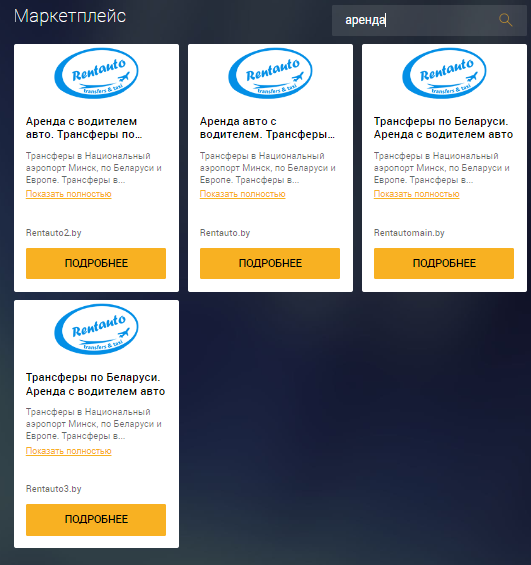 Маркетплейс
аренда
Rentauto
Transfers & taxi
Аренда с водителем
авто. Трансферы по...
Трансферы в Национальный
аэропорт Минск, по Беларуси и
Европе. Трансферы в...
Показать полностью
Rentauto2.by
ПОДРОБНЕЕ
Rentauto
Transfers & taxi
Аренда авто с
водителем. Трансферы...
Трансферы в Национальный
аэропорт Минск, по Беларуси и
Европе. Трансферы в...
Показать полностью
Rentauto.by
ПОДРОБНЕЕ
Rentauto
Transfers & taxi
Трансферы по Беларуси.
Аренда с водителем авто
Трансферы в Национальный
аэропорт Минск, по Беларуси и
Европе. Трансферы в...
Показать полностью
Rentautomain.by
ПОДРОБНЕЕ
Rentauto
Transfers & taxi
Трансферы по Беларуси.
Аренда с водителем авто
Трансферы в Национальный
аэропорт Минск, по Беларуси и
Европе. Трансферы в...
Показать полностью
Rentauto3.by
ПОДРОБНЕЕ